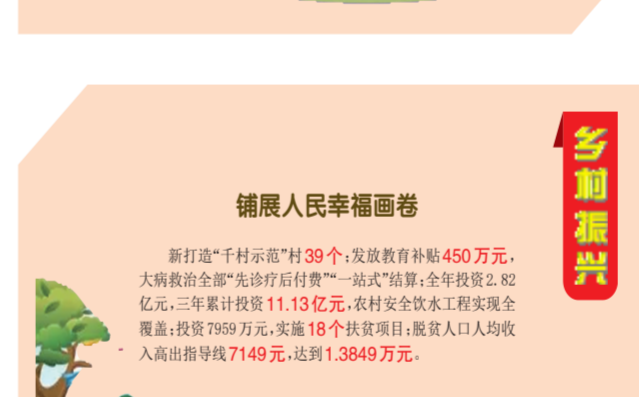 铺展人民幸福画卷
新打造“千村示范”村39个;发放教育补贴450万元,
大病救治全部“先诊疗后付费”“一站式”结算;全年投资2.82
亿元,三年累计投资11.13亿元,农村安全饮水工程实现全
覆盖;投资7959万元,实施18个扶贫项目;脱贫人口人均收
入高出指导线7149元,达到1.3849万元。
乡村振兴